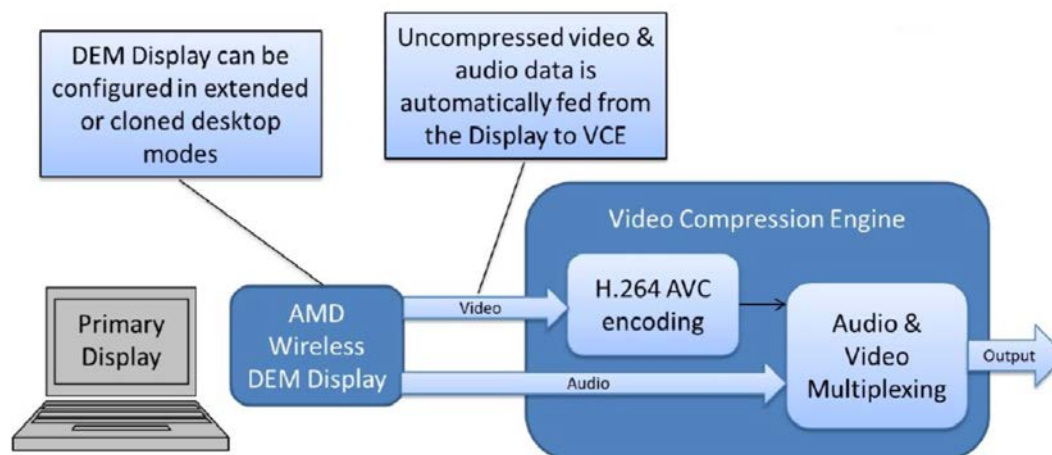 DEM Display can be
configured in extended
or cloned desktop
modes
Uncompressed video &
audio data is
automatically fed from
the Display to VCE
Video Compression Engine
Primary
Display
AMD
Wireless
DEM Display
Video
Audio
H.264 AVC
encoding
Audio &
Video
Multiplexing
Output